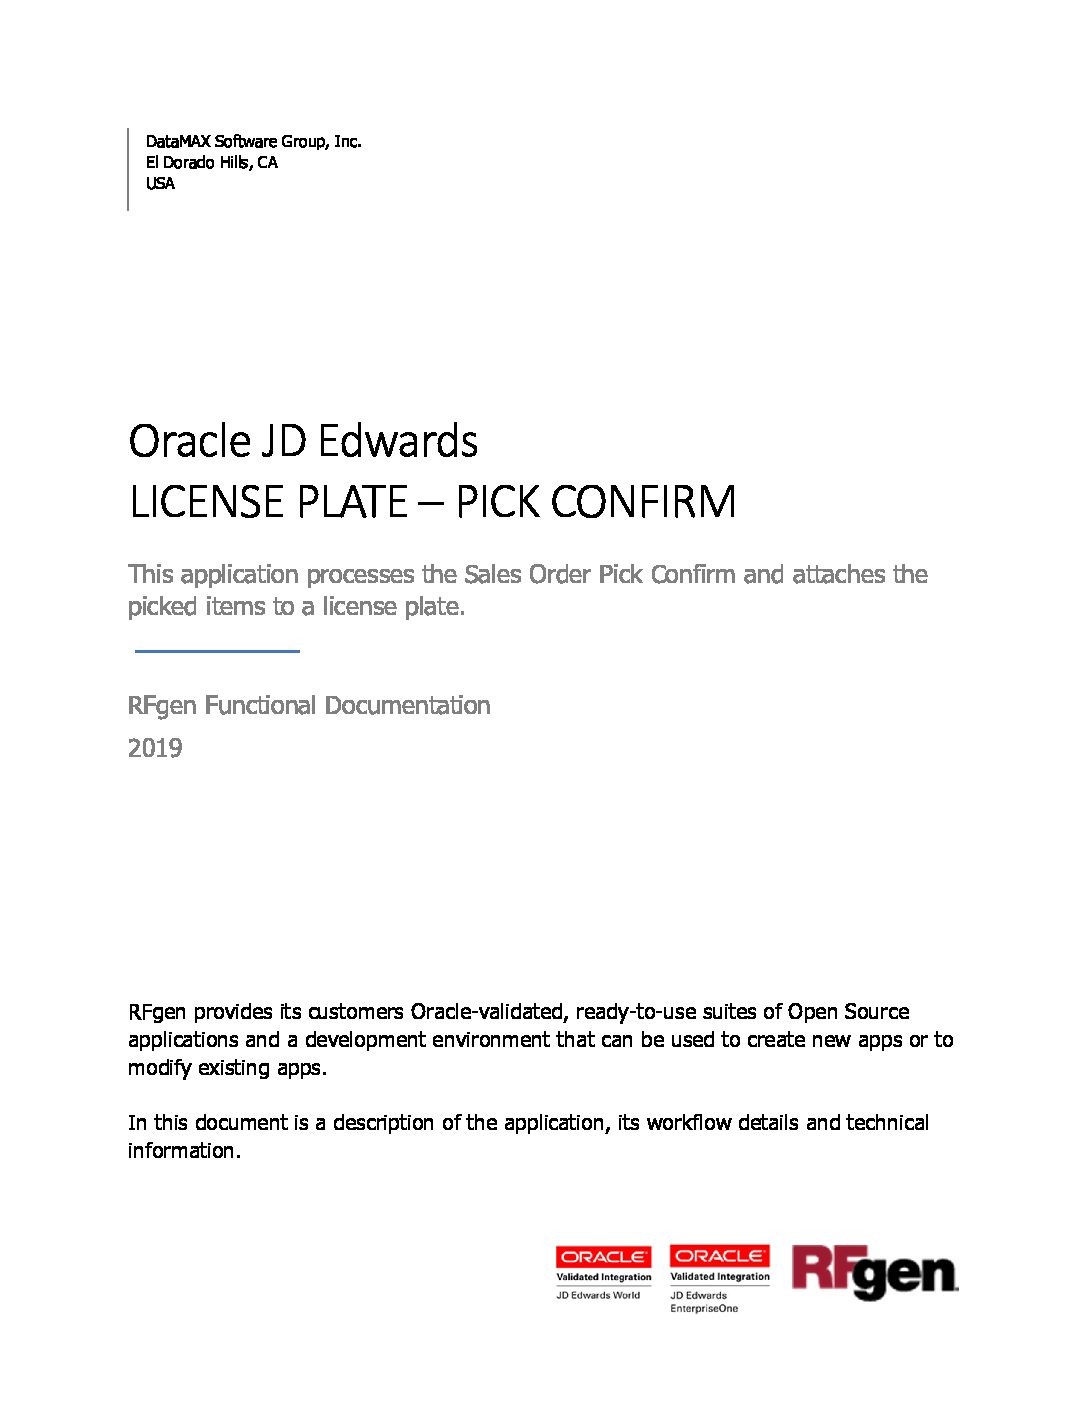 DataMAX Software Group, Inc.
El Dorado Hills, CA
USA
Oracle JD Edwards
LICENSE PLATE – PICK CONFIRM
This application processes the Sales Order Pick Confirm and attaches the
picked items to a license plate.
RFgen Functional Documentation
2019
RFgen provides its customers Oracle-validated, ready-to-use suites of Open Source
applications and a development environment that can be used to create new apps or to
modify existing apps.
In this document is a description of the application, its workflow details and technical
information.
ORACLE
Validated Integration
JD Edwards World
ORACLE
Validated Integration
JD Edwards
EnterpriseOne
RFgen